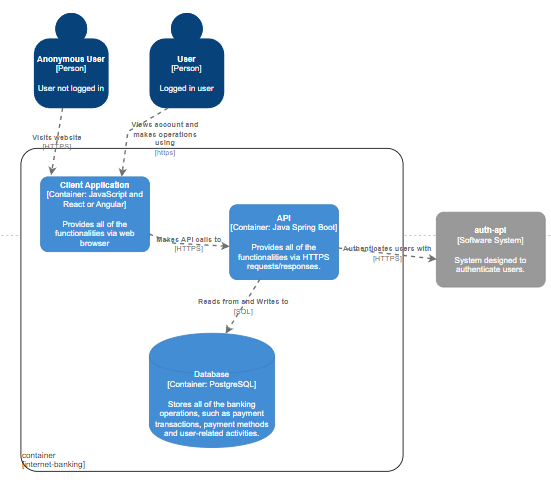 Anonymous User
[Person]
User not logged in
User
[Person]
Logged in user
Visits website
[HTTPS]
Views account and
makes operations
using
[https]
Client Application
[Container: JavaScript and
React or Angular]
Provides all of the
functionalities via web
browser
Makes API calls to
[HTTPS]
API
[Container: Java Spring Boot]
Provides all of the
functionalities via HTTPS
requests/responses.
Authenticates users with
[HTTPS]
auth-api
[Software System]
System designed to
authenticate users.
Reads from and Writes to
[SQL]
Database
[Container: PostgreSQL]
Stores all of the banking
operations, such as payment
transactions, payment methods
and user-related activities.
container
[internet-banking]